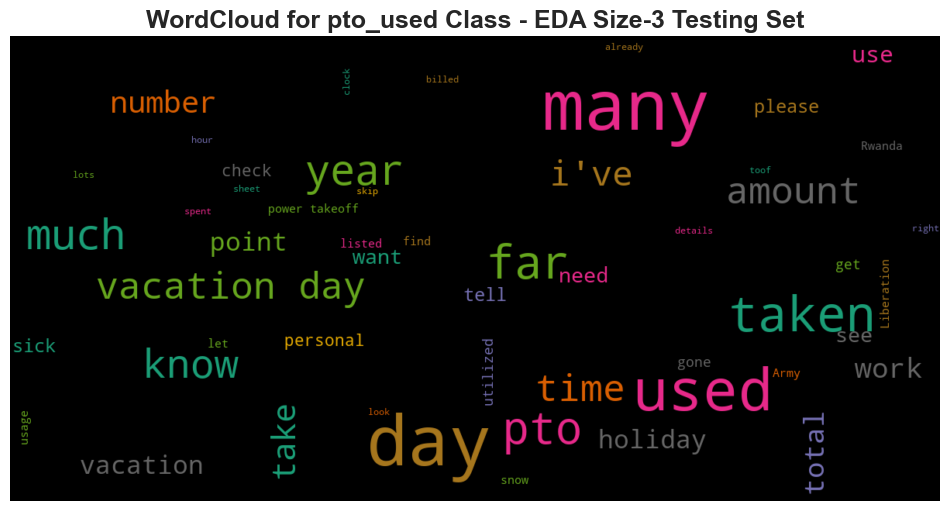 WordCloud for pto_used Class - EDA Size-3 Testing Set
already
use
clock
billed
number
many
please
hour
Rwanda
check
year
i've
toof
lots
sheet
skip
amount
spent
power takeoff
much
point
listed
find
details
right
want
far
need
get
vacation day
tell
Liberation
taken
see
sick
let
personal
know
utilized
gone
work
time
used
Army
usage
take
look
day
pto
holiday
total
vacation
snow